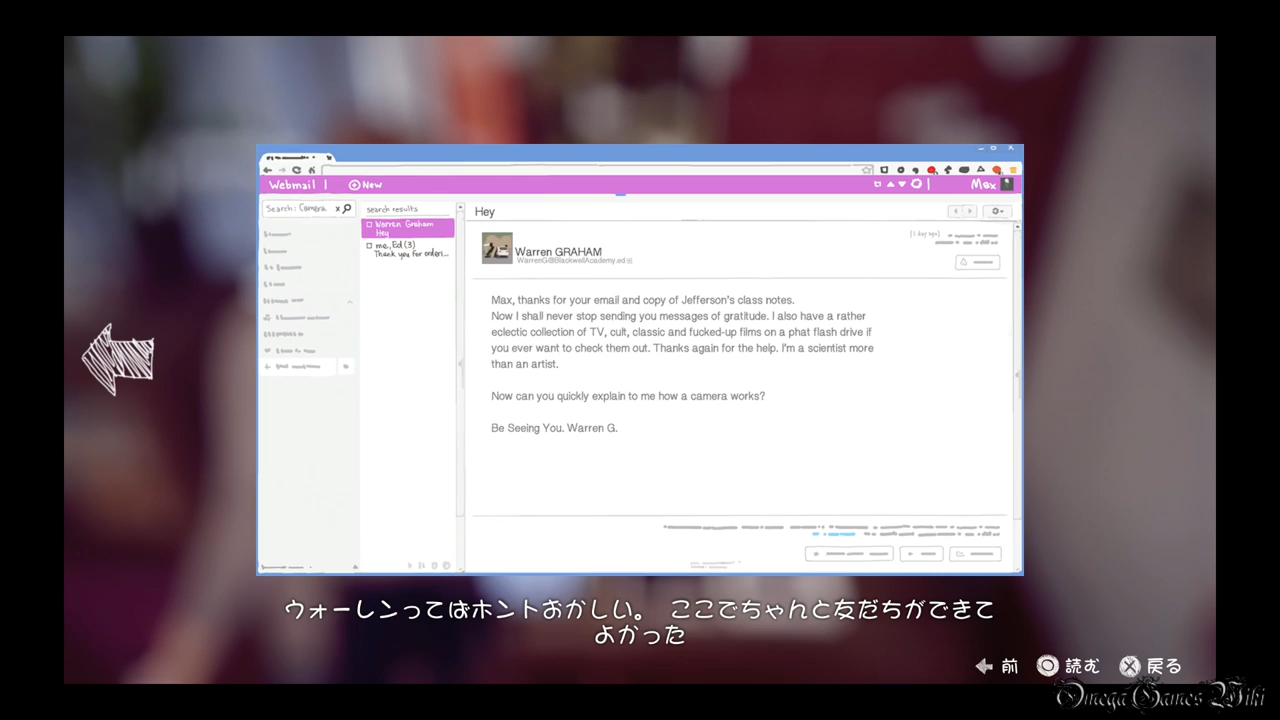 Webmail |
New
Max
Search: Camera x
search results
Warren Graham
Hey
me, Ed (3)
Thank you for orderi...
Hey
Warren GRAHAM
WarrenG@BlackwellAcademy.ed
[1 day ago]
Max, thanks for your email and copy of Jefferson's class notes.
Now I shall never stop sending you messages of gratitude. I also have a rather
eclectic collection of TV, cult, classic and fucked-up films on a phat flash drive if
you ever want to check them out. Thanks again for the help. I'm a scientist more
than an artist.
Now can you quickly explain to me how a camera works?
Be Seeing You. Warren G.
ウォーレンってばホントおかしい。 ここでちゃんと友だちができて
よかった
前 読む 戻る
Omega Games Wiki